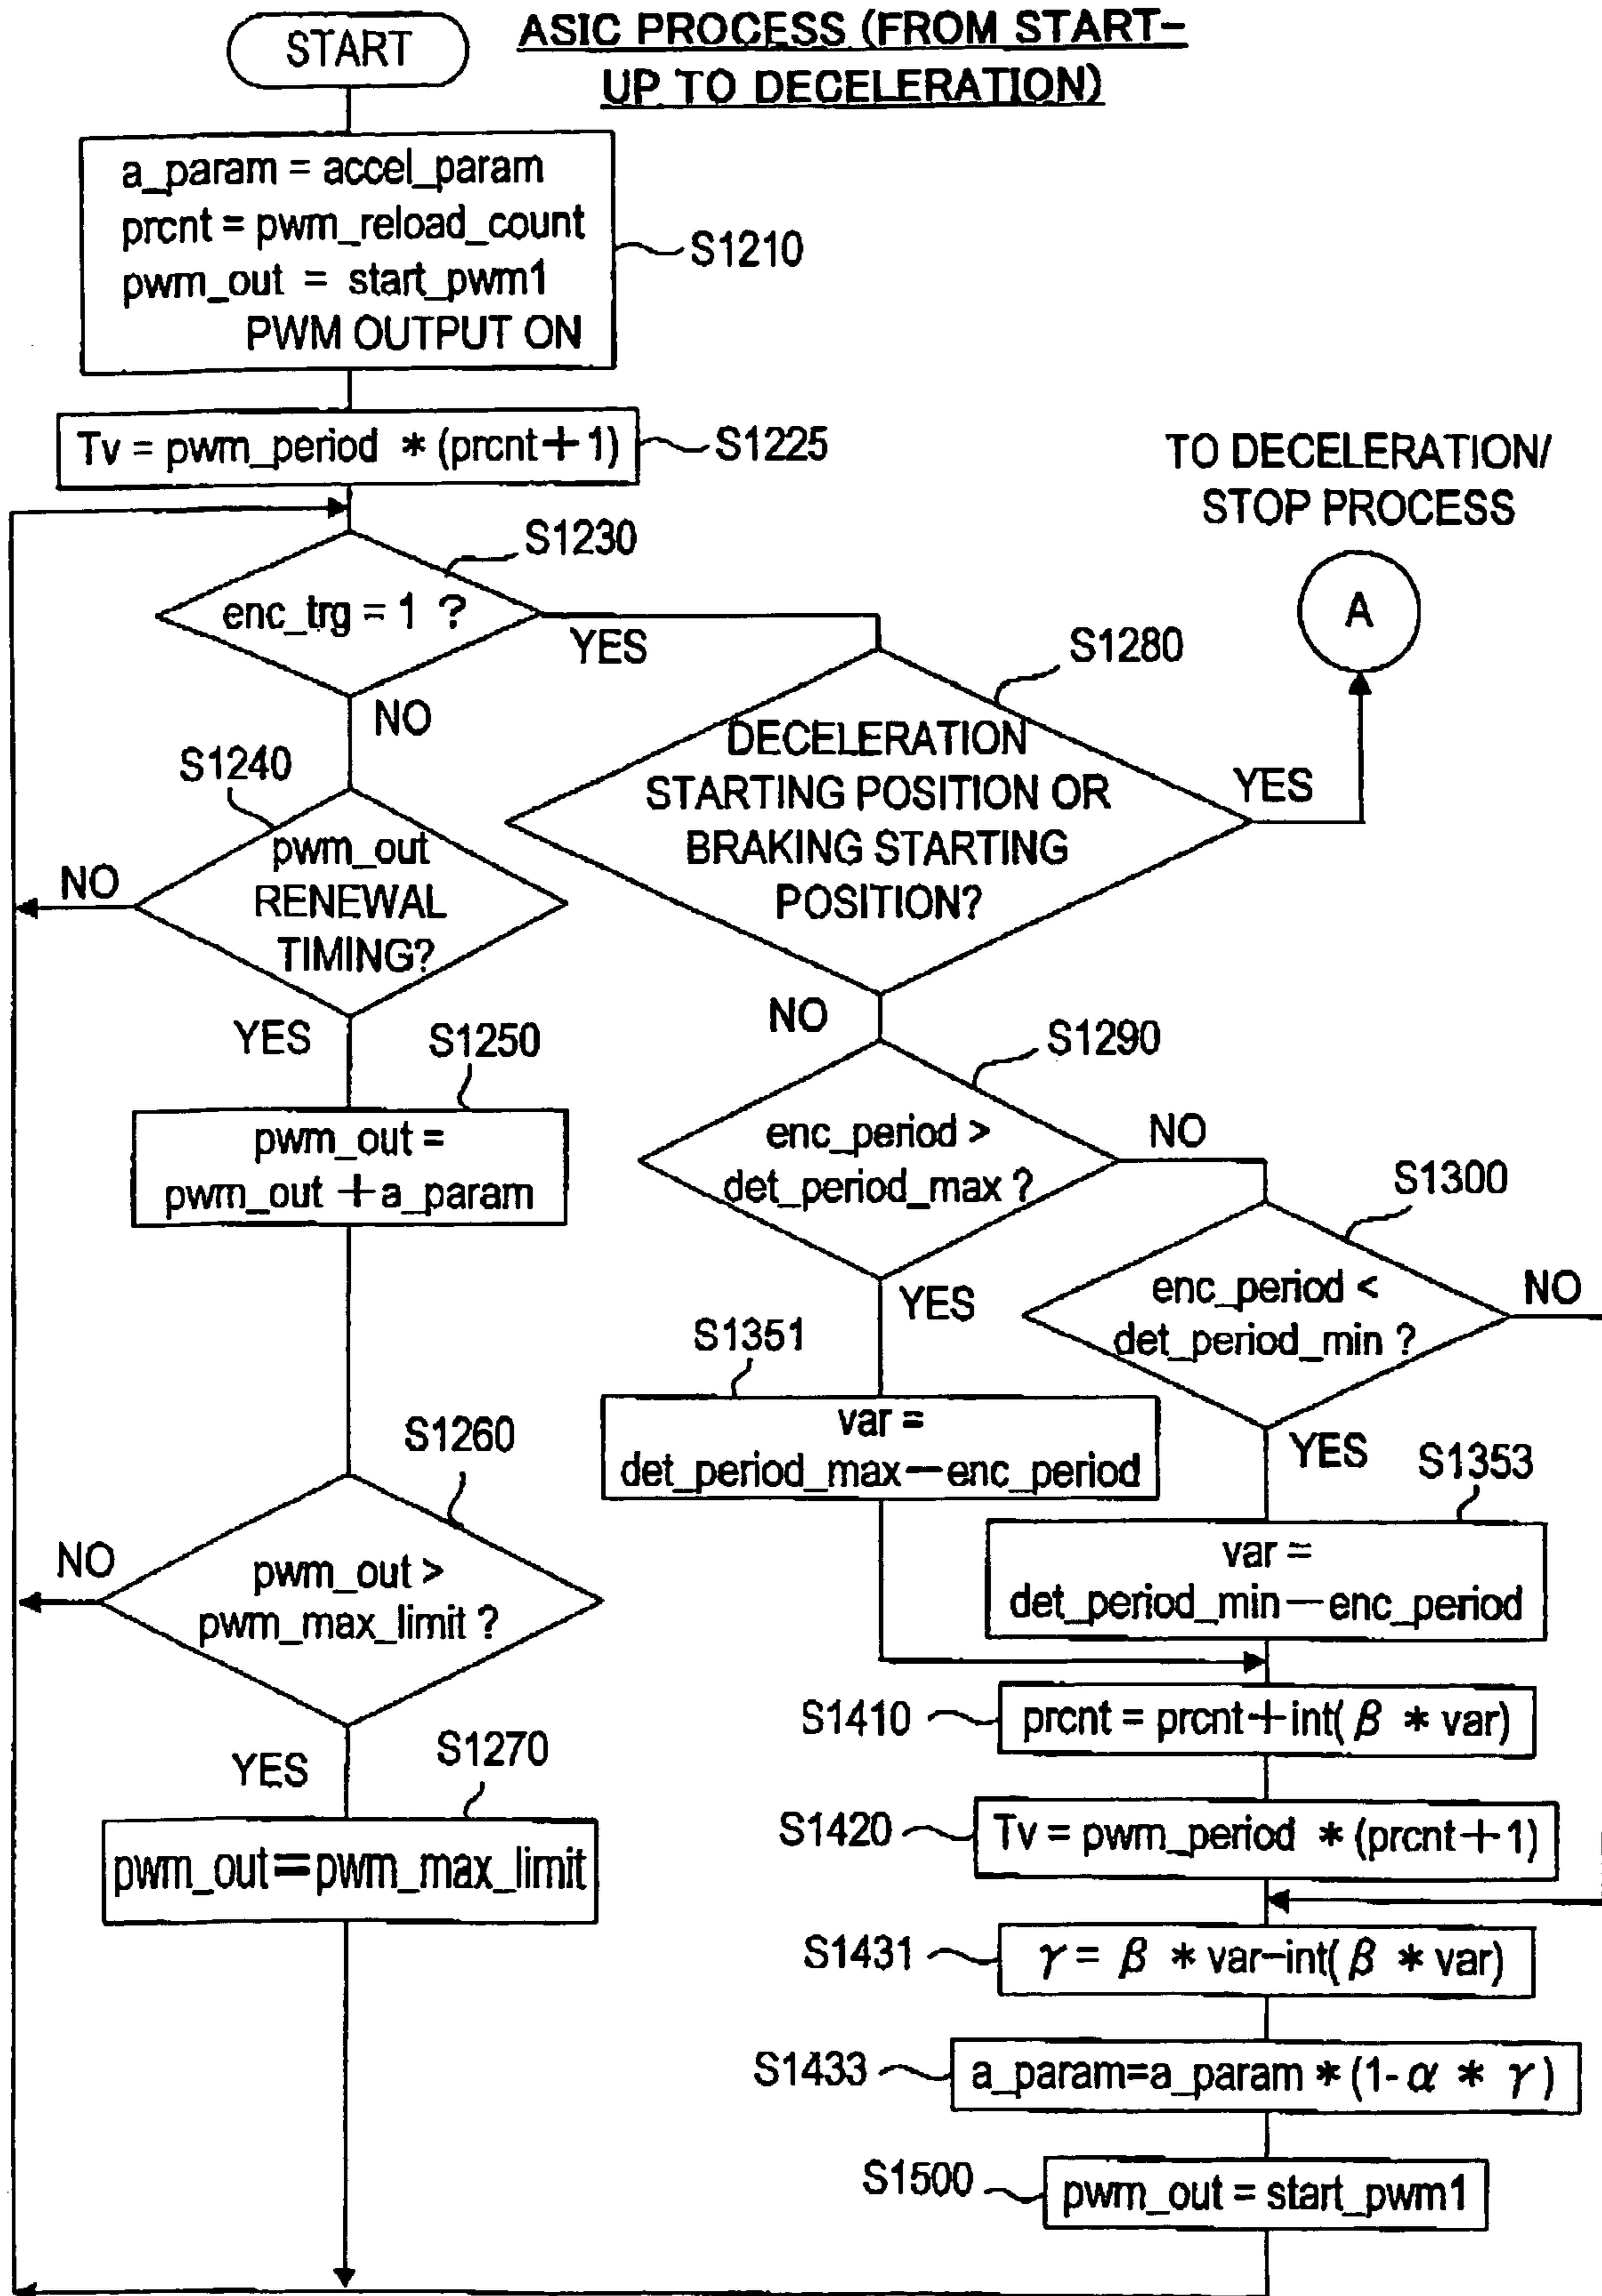 START
ASIC PROCESS (FROM START-
UP TO DECELERATION)
a_param = accel_param
prcnt = pwm_reload_count
pwm_out = start_pwm1
PWM OUTPUT ON
S1210
Tv = pwm_period * (prcnt+1)
S1225
TO DECELERATION/
STOP PROCESS
A
S1230
enc_trg = 1 ?
YES
NO
S1280
DECELERATION
STARTING POSITION OR
BRAKING STARTING
POSITION?
YES
NO
S1240
pwm_out
RENEWAL
TIMING?
NO
YES
S1250
pwm_out =
pwm_out +a_param
S1290
enc_period >
det_period_max ?
NO
YES
S1300
enc_period <
det_period_min ?
NO
YES
S1351
var =
det_period_max—enc_period
S1353
var =
det_period_min—enc_period
S1260
pwm_out >
pwm_max_limit ?
NO
YES
S1270
pwm_out=pwm_max_limit
S1410
prcnt = prcnt+int(β * var)
S1420
Tv = pwm_period * (prcnt+1)
S1431
γ = β * var-int(β * var)
S1433
a_param=a_param * (1-α * γ)
S1500
pwm_out = start_pwm1